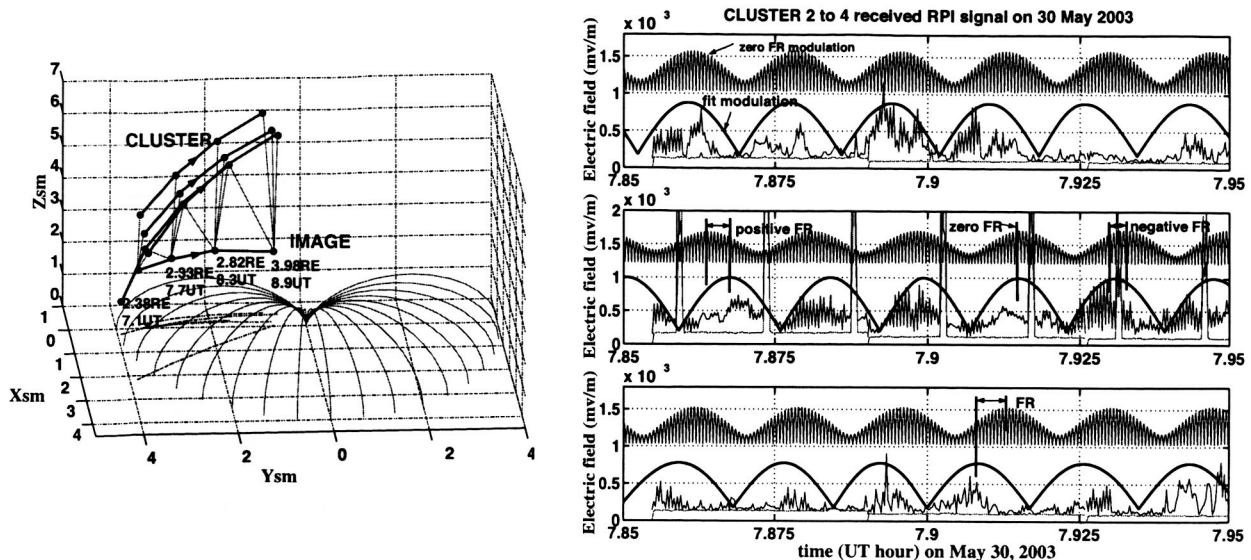 7
6
5
4
3
2
1
0
Zsm
CLUSTER
IMAGE
2.38RE
7.1UT
2.33RE
7.7UT
2.82RE
8.3UT
3.98RE
8.9UT
1
0
1
2
3
4
Xsm
4
2
0
2
4
Ysm
CLUSTER 2 to 4 received RPI signal on 30 May 2003
x 10 3
2
1.5
1
0.5
0
Electric field (mv/m)
zero FR modulation
fit modulation
7.85 7.875 7.9 7.925 7.95
x 10 3
2
1.5
1
0.5
0
Electric field (mv/m)
positive FR
zero FR
negative FR
7.85 7.875 7.9 7.925 7.95
x 10 3
2
1.5
1
0.5
0
Electric field (mv/m)
FR
7.85 7.875 7.9 7.925 7.95
time (UT hour) on May 30, 2003